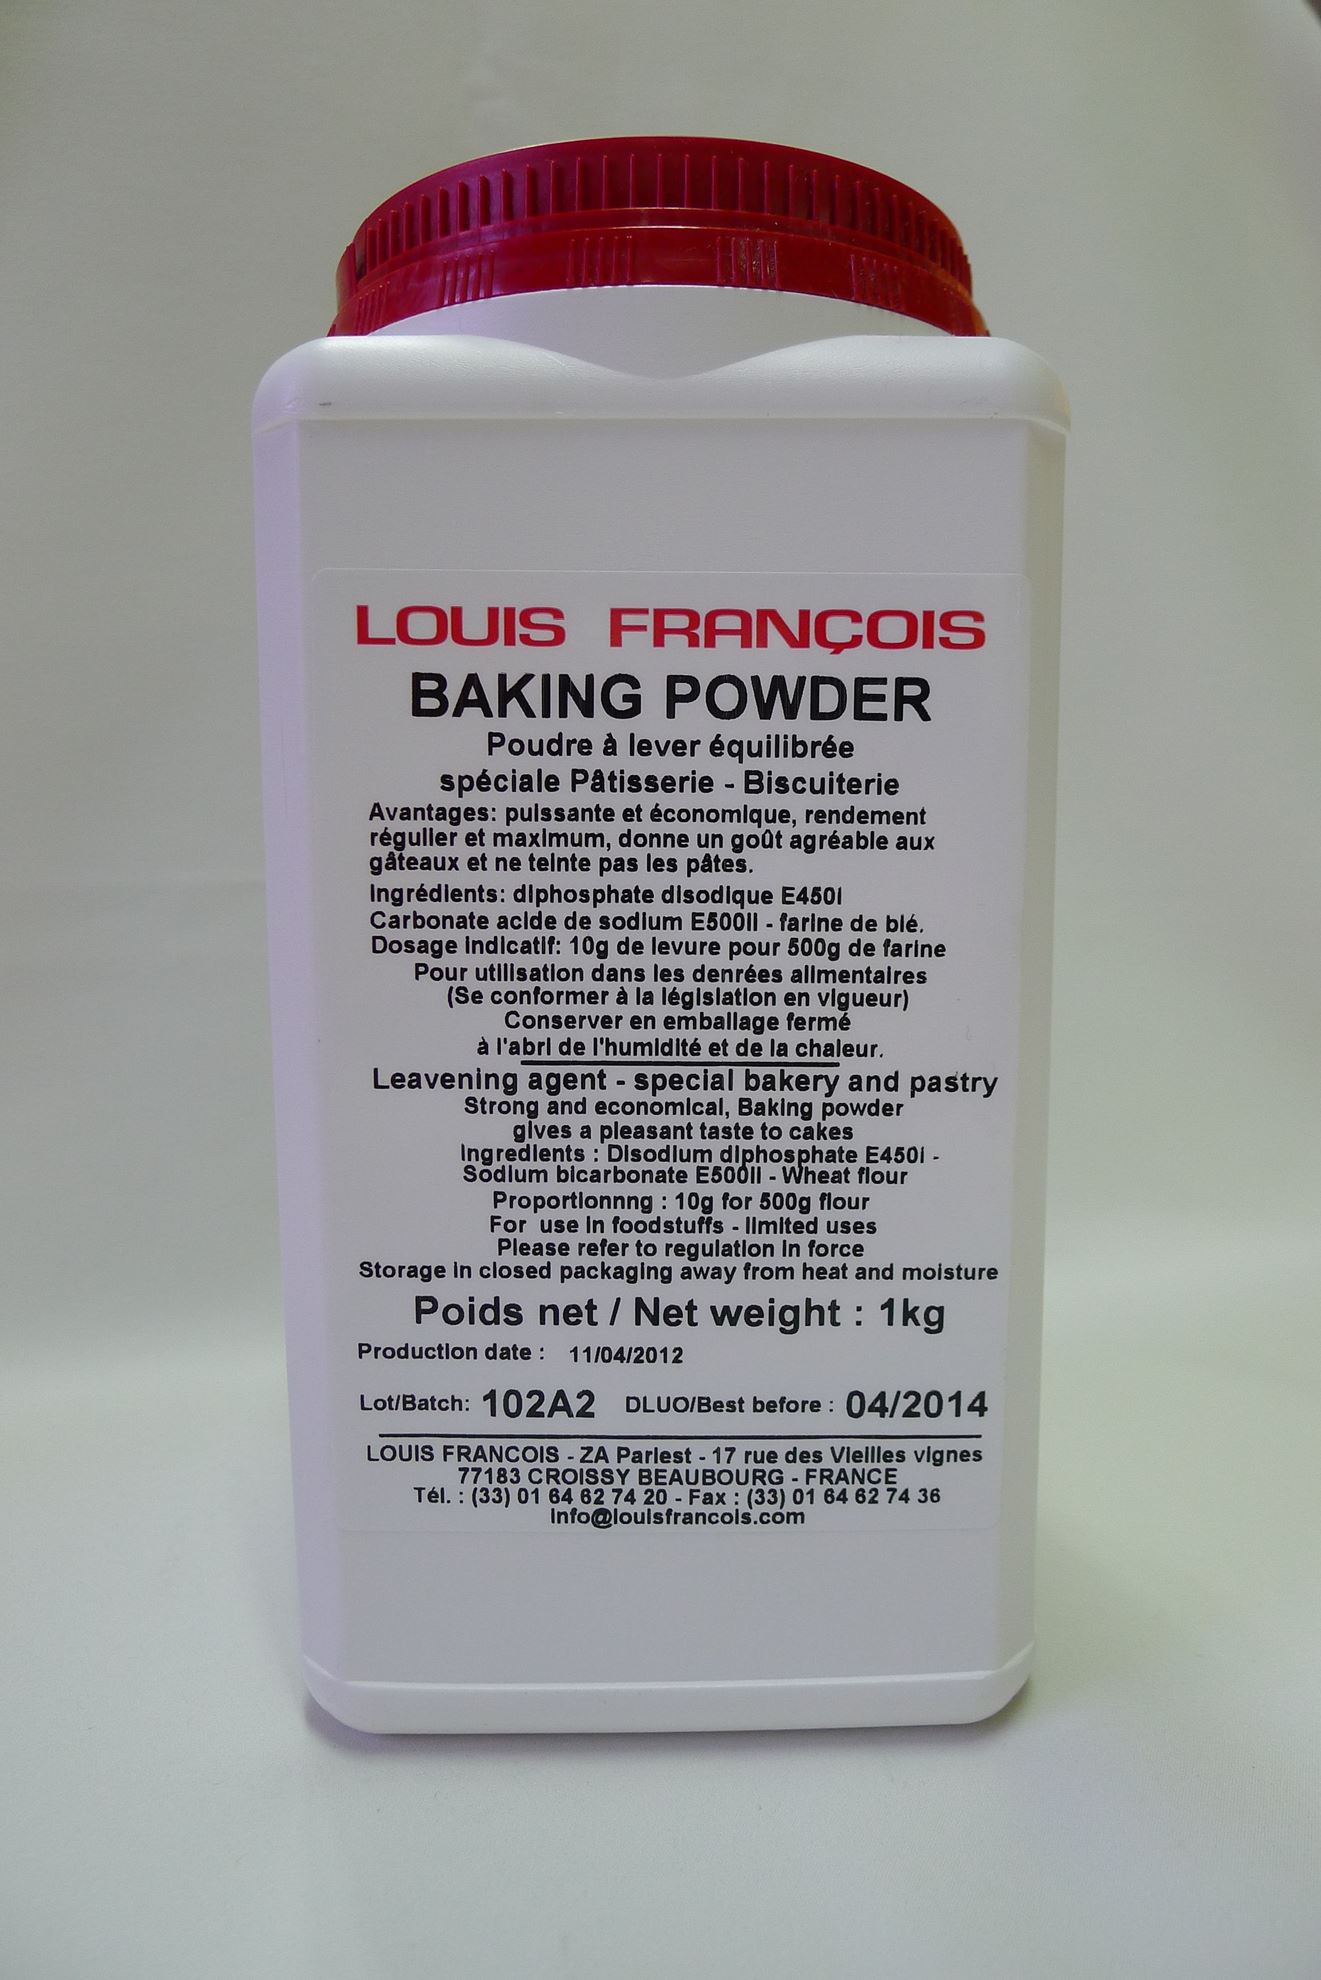 LOUIS FRANÇOIS
BAKING POWDER
Poudre à lever équilibrée
spéciale Pâtisserie - Biscuiterie
Avantages: puissante et économique, rendement
régulier et maximum, donne un goût agréable aux
gâteaux et ne teinte pas les pâtes.
Ingrédients: diphosphate disodique E450i
Carbonate acide de sodium E500ii - farine de blé.
Dosage indicatif: 10g de levure pour 500g de farine
Pour utilisation dans les denrées alimentaires
(Se conformer à la législation en vigueur)
Conserver en emballage fermé
à l'abri de l'humidité et de la chaleur.
Leavening agent - special bakery and pastry
Strong and economical, Baking powder
gives a pleasant taste to cakes
Ingredients : Disodium diphosphate E450i -
Sodium bicarbonate E500ii - Wheat flour
Proportionnng : 10g for 500g flour
For use in foodstuffs - limited uses
Please refer to regulation in force
Storage in closed packaging away from heat and moisture
Poids net / Net weight : 1kg
Production date : 11/04/2012
Lot/Batch: 102A2 DLUO/Best before : 04/2014
LOUIS FRANCOIS - ZA Pariest - 17 rue des Vieilles vignes
77183 CROISSY BEAUBOURG - FRANCE
Tél. : (33) 01 64 62 74 20 - Fax : (33) 01 64 62 74 36
info@louisfrancois.com